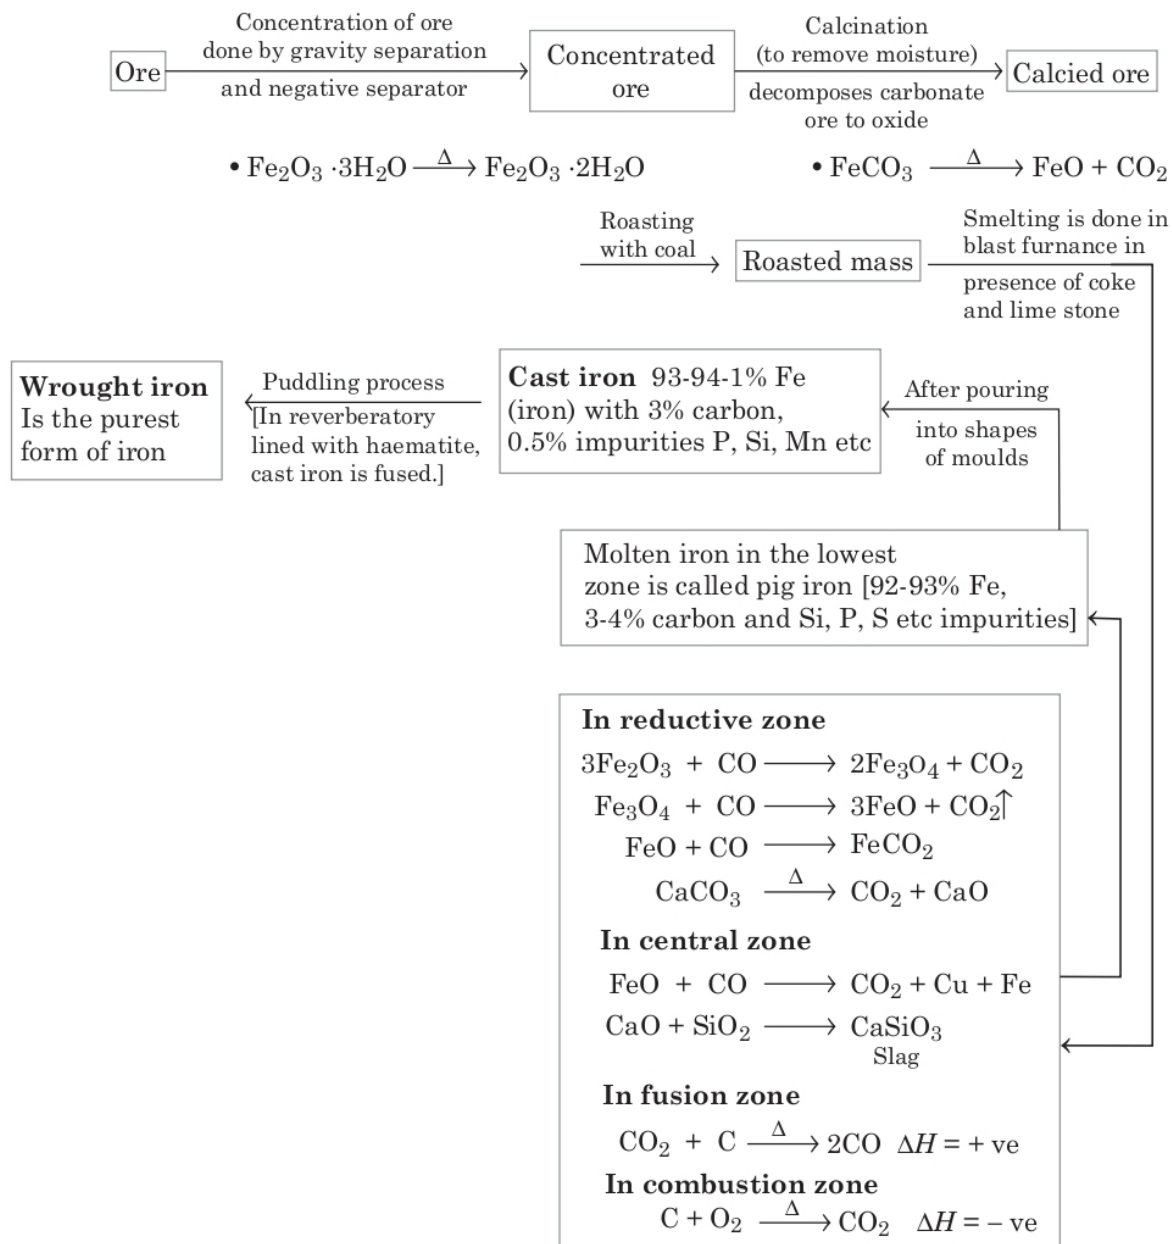 Ore
Concentration of ore
done by gravity separation
and negative separator
Concentrated
ore
Calcination
(to remove moisture)
decomposes carbonate
ore to oxide
Calcied ore
• Fe₂O₃ ·3H₂O —Δ→ Fe₂O₃ ·2H₂O
• FeCO₃ —Δ→ FeO + CO₂
Roasting
with coal
Roasted mass
Smelting is done in
blast furnance in
presence of coke
and lime stone
Wrought iron
Is the purest
form of iron
Puddling process
[In reverberatory
lined with haematite,
cast iron is fused.]
Cast iron 93-94-1% Fe
(iron) with 3% carbon,
0.5% impurities P, Si, Mn etc
After pouring
into shapes
of moulds
Molten iron in the lowest
zone is called pig iron [92-93% Fe,
3-4% carbon and Si, P, S etc impurities]
In reductive zone
3Fe₂O₃ + CO ⟶ 2Fe₃O₄ + CO₂
Fe₃O₄ + CO ⟶ 3FeO + CO₂↑
FeO + CO ⟶ FeCO₂
CaCO₃ —Δ→ CO₂ + CaO
In central zone
FeO + CO ⟶ CO₂ + Cu + Fe
CaO + SiO₂ ⟶ CaSiO₃
Slag
In fusion zone
CO₂ + C —Δ→ 2CO ΔH = + ve
In combustion zone
C + O₂ —Δ→ CO₂ ΔH = – ve